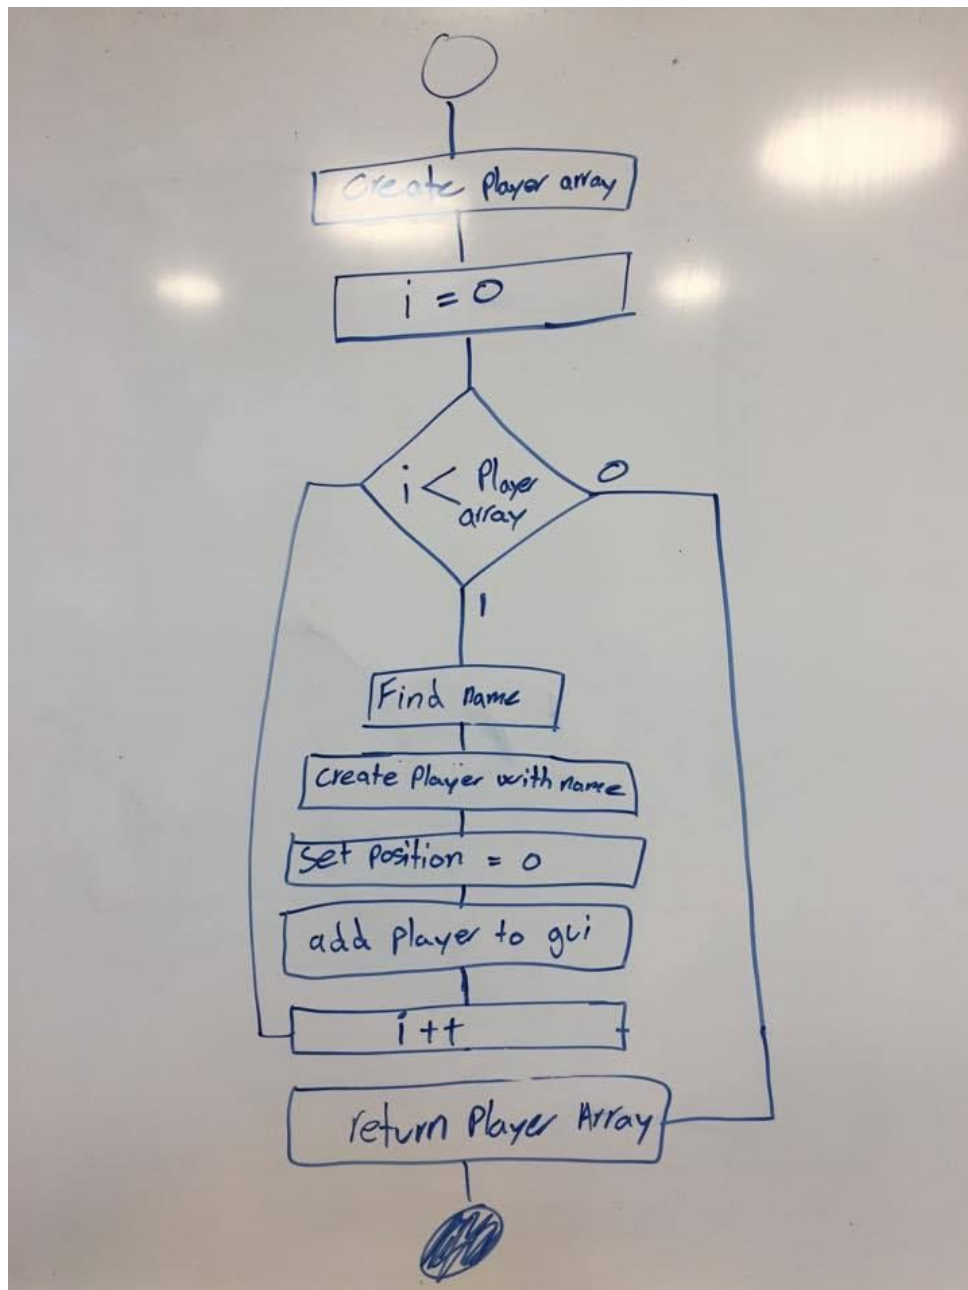 Create Player array
i = 0
i < Player
array
0
1
Find name
Create Player with name
Set position = 0
add player to gui
i ++
return Player Array